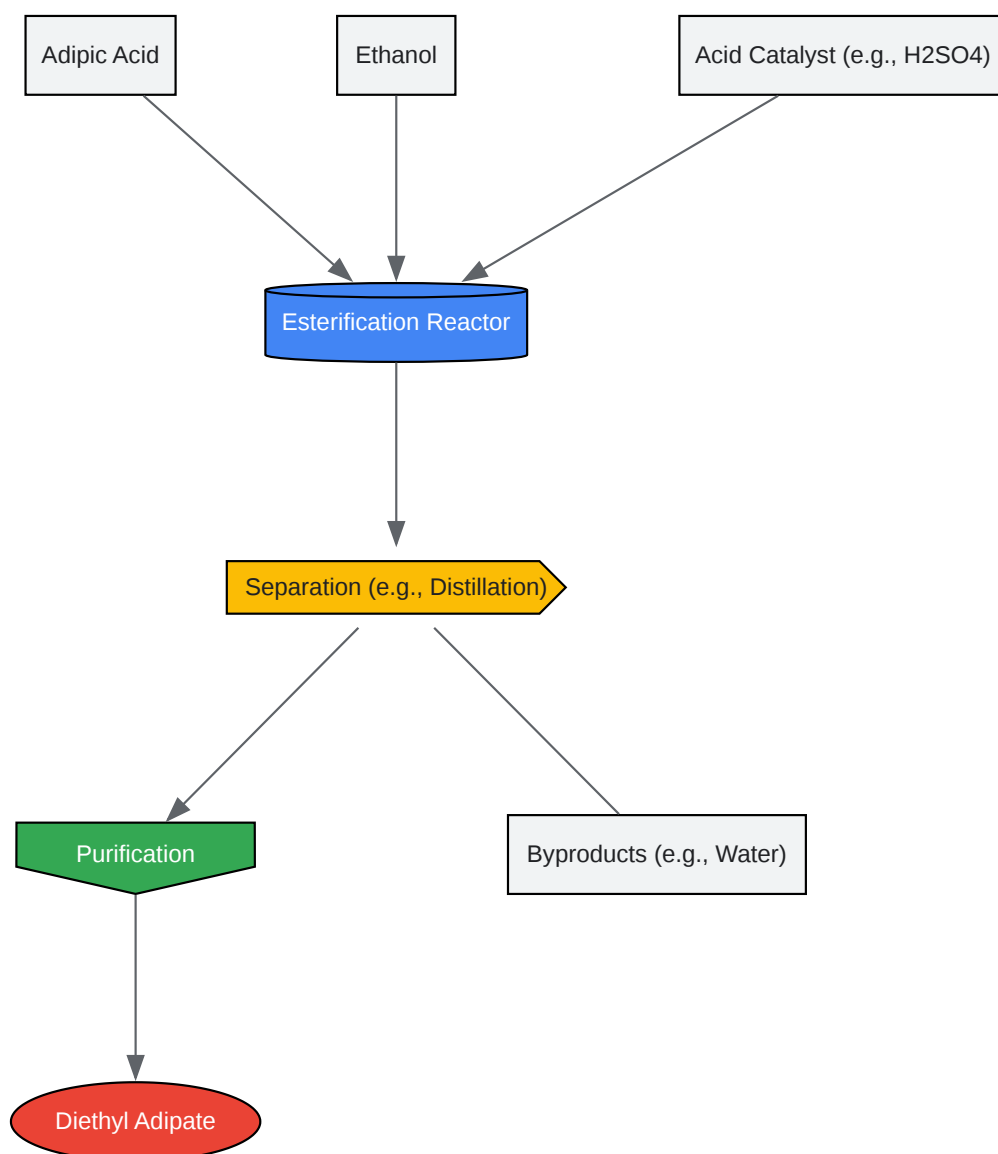 Adipic Acid
Ethanol
Acid Catalyst (e.g., H2SO4)
Esterification Reactor
Separation (e.g., Distillation)
Purification
Byproducts (e.g., Water)
Diethyl Adipate